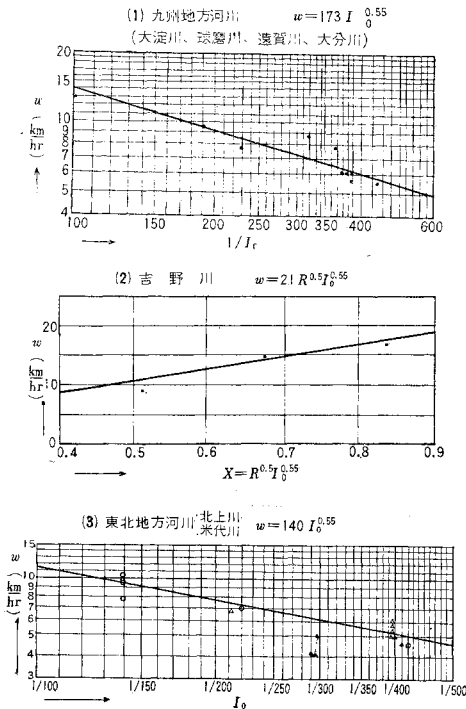 (1) 九州地方河川 w=173 I₀^0.55
(大淀川、球磨川、遠賀川、大分川)
20
15
w
10
9
8
7
6
5
4
(km/hr)
100 150 200 250 300 350 400 500 600
1/Ir
(2) 吉野川 w=21 R^0.5 I₀^0.55
w
20
(km/hr)
10
0
0.4 0.5 0.6 0.7 0.8 0.9
X=R^0.5 I₀^0.55
(3) 東北地方河川 北上川 米代川 w=140 I₀^0.55
15
w
10
9
8
7
6
5
4
3
(km/hr)
1/100 1/150 1/200 1/250 1/300 1/350 1/400 1/500
I₀